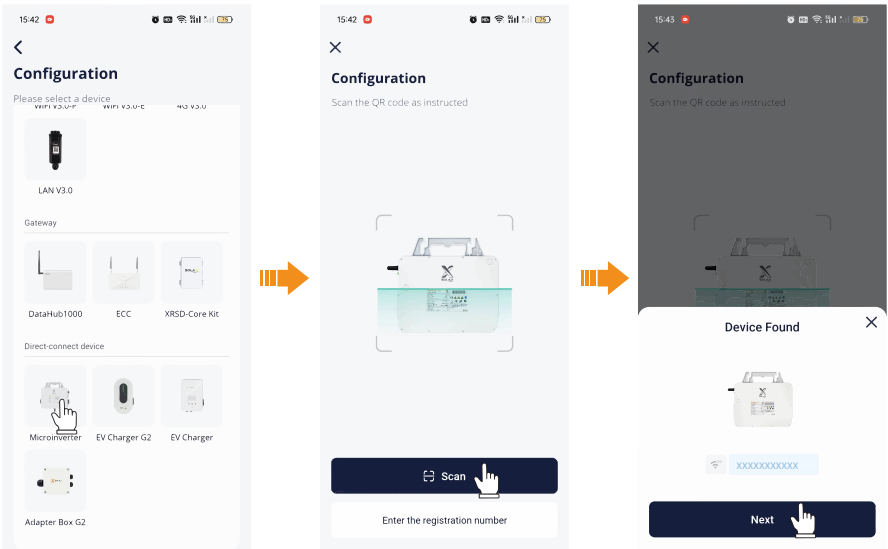 15:42
75
Configuration
Please select a device
WIFI V3.0-P
WIFI V3.0-E
4G V3.0
LAN V3.0
Gateway
DataHub1000
ECC
XRSD-Core Kit
Direct-connect device
Microinverter
EV Charger G2
EV Charger
Adapter Box G2
15:42
75
Configuration
Scan the QR code as instructed
Scan
Enter the registration number
15:43
75
Configuration
Scan the QR code as instructed
Device Found
XXXXXXXXXXX
Next